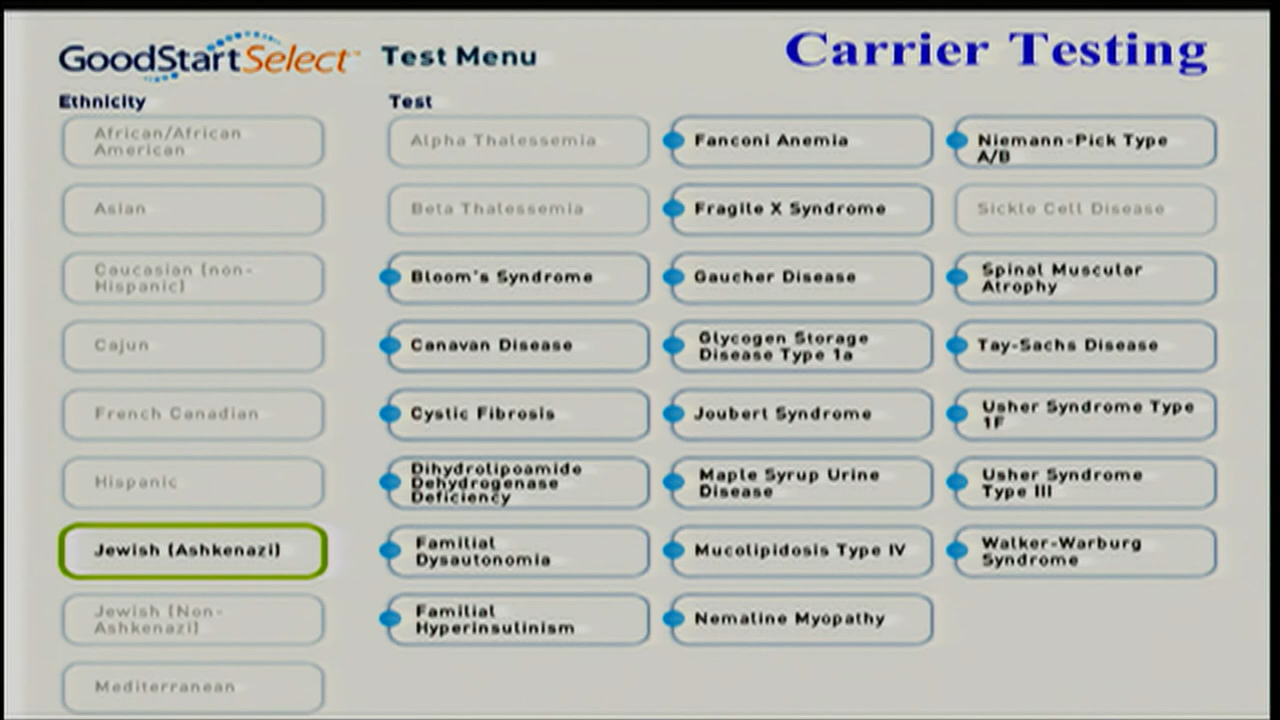 GoodStartSelect™ Test Menu
Carrier Testing
Ethnicity
African/African
American
Asian
Caucasian (non-
Hispanic)
Cajun
French Canadian
Hispanic
Jewish (Ashkenazi)
Jewish (Non-
Ashkenazi)
Mediterranean
Test
Alpha Thalessemia
Beta Thalessemia
Bloom's Syndrome
Canavan Disease
Cystic Fibrosis
Dihydrolipoamide
Dehydrogenase
Deficiency
Familial
Dysautonomia
Familial
Hyperinsulinism
Fanconi Anemia
Fragile X Syndrome
Gaucher Disease
Glycogen Storage
Disease Type 1a
Joubert Syndrome
Maple Syrup Urine
Disease
Mucolipidosis Type IV
Nemaline Myopathy
Niemann-Pick Type
A/B
Sickle Cell Disease
Spinal Muscular
Atrophy
Tay-Sachs Disease
Usher Syndrome Type
1F
Usher Syndrome
Type III
Walker-Warburg
Syndrome